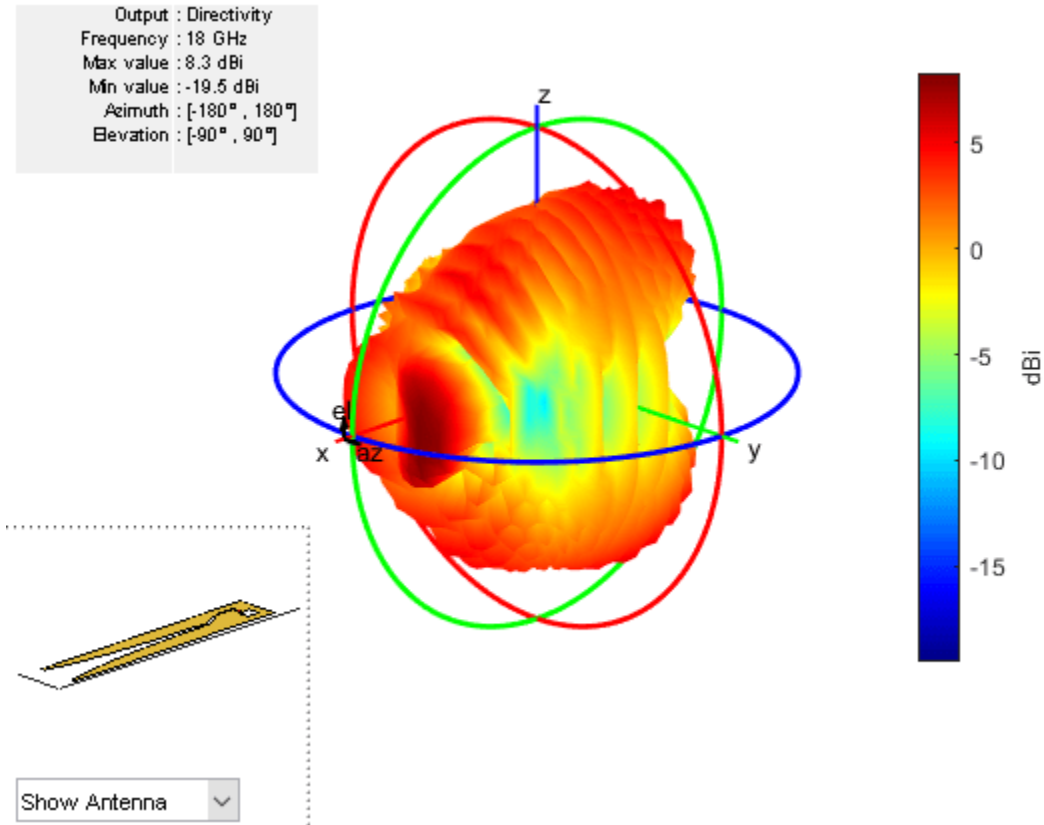 Output : Directivity
Frequency : 18 GHz
Max value : 8.3 dBi
Min value : -19.5 dBi
Azimuth : [-180° , 180°]
Elevation : [-90° , 90°]
z
5
0
-5
-10
-15
dBi
el
x
az
y
Show Antenna